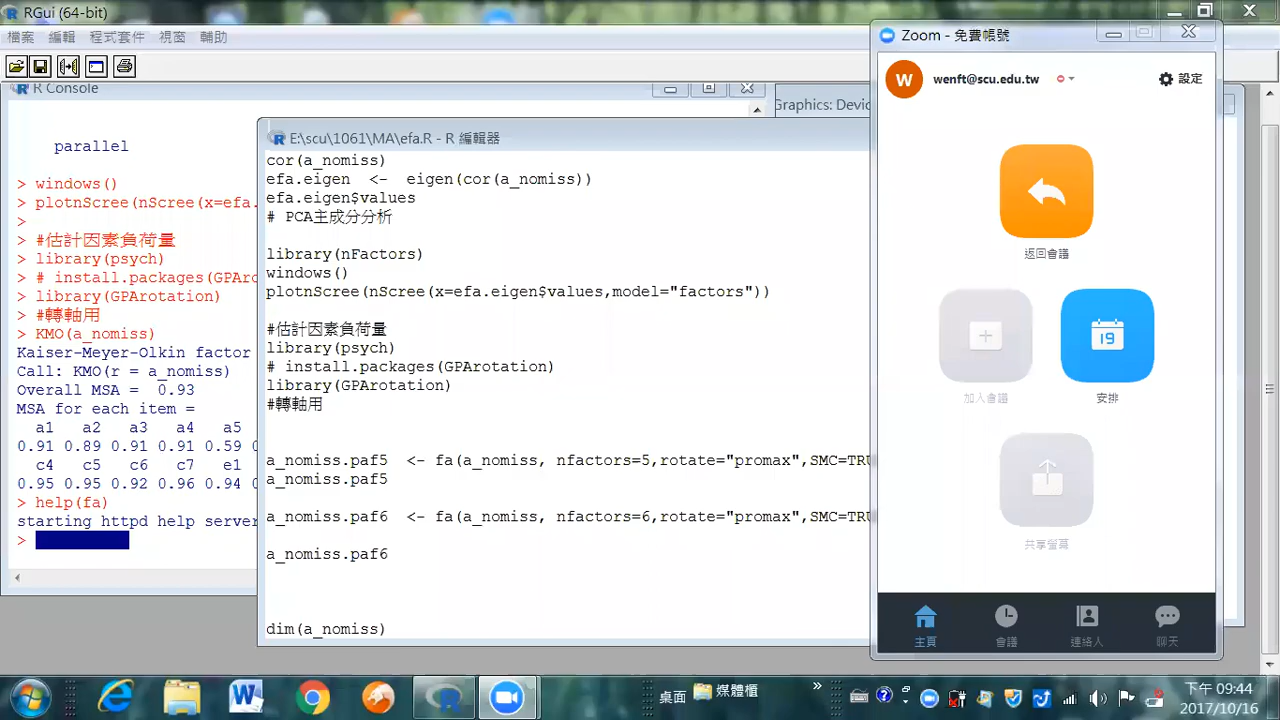 RGui (64-bit)
檔案 編輯 程式套件 視窗 輔助
R Console
parallel
> windows()
> plotnScree(nScree(x=efa.
>
> #估計因素負荷量
> library(psych)
> # install.packages(GPAro
> library(GPArotation)
> #轉軸用
> KMO(a_nomiss)
Kaiser-Meyer-Olkin factor
Call: KMO(r = a_nomiss)
Overall MSA = 0.93
MSA for each item =
a1 a2 a3 a4 a5
0.91 0.89 0.91 0.91 0.59
c4 c5 c6 c7 e1
0.95 0.95 0.92 0.96 0.94
> help(fa)
starting httpd help server
>
Graphics: Devic
E:\scu\1061\MA\efa.R - R 編輯器
cor(a_nomiss)
efa.eigen <- eigen(cor(a_nomiss))
efa.eigen$values
# PCA主成分分析
library(nFactors)
windows()
plotnScree(nScree(x=efa.eigen$values,model="factors"))
#估計因素負荷量
library(psych)
# install.packages(GPArotation)
library(GPArotation)
#轉軸用
a_nomiss.paf5 <- fa(a_nomiss, nfactors=5,rotate="promax",SMC=TRU
a_nomiss.paf5
a_nomiss.paf6 <- fa(a_nomiss, nfactors=6,rotate="promax",SMC=TRU
a_nomiss.paf6
dim(a_nomiss)
Zoom - 免費帳號
W wenft@scu.edu.tw 設定
返回會議
19
加入會議 安排
共享螢幕
主頁 會議 連絡人 聊天
桌面 媒體櫃 »
下午 09:44
2017/10/16